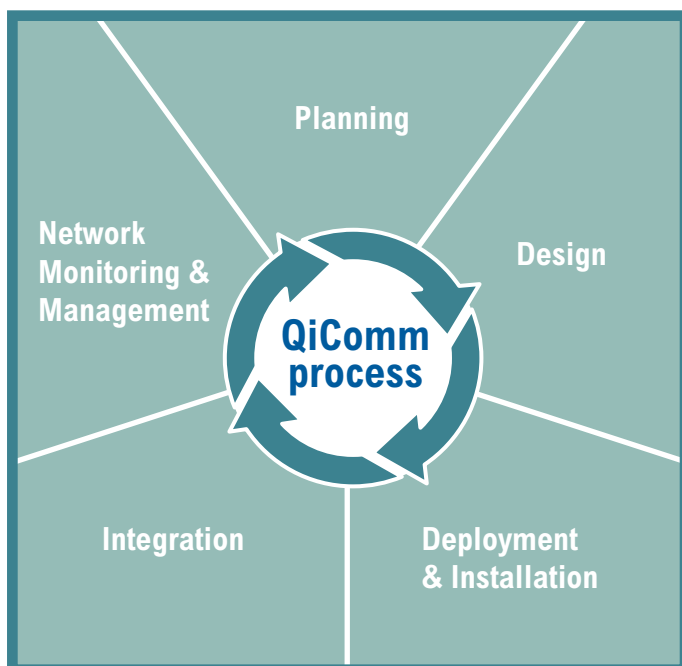 Planning
Design
Deployment
& Installation
Integration
Network
Monitoring &
Management
QiComm
process